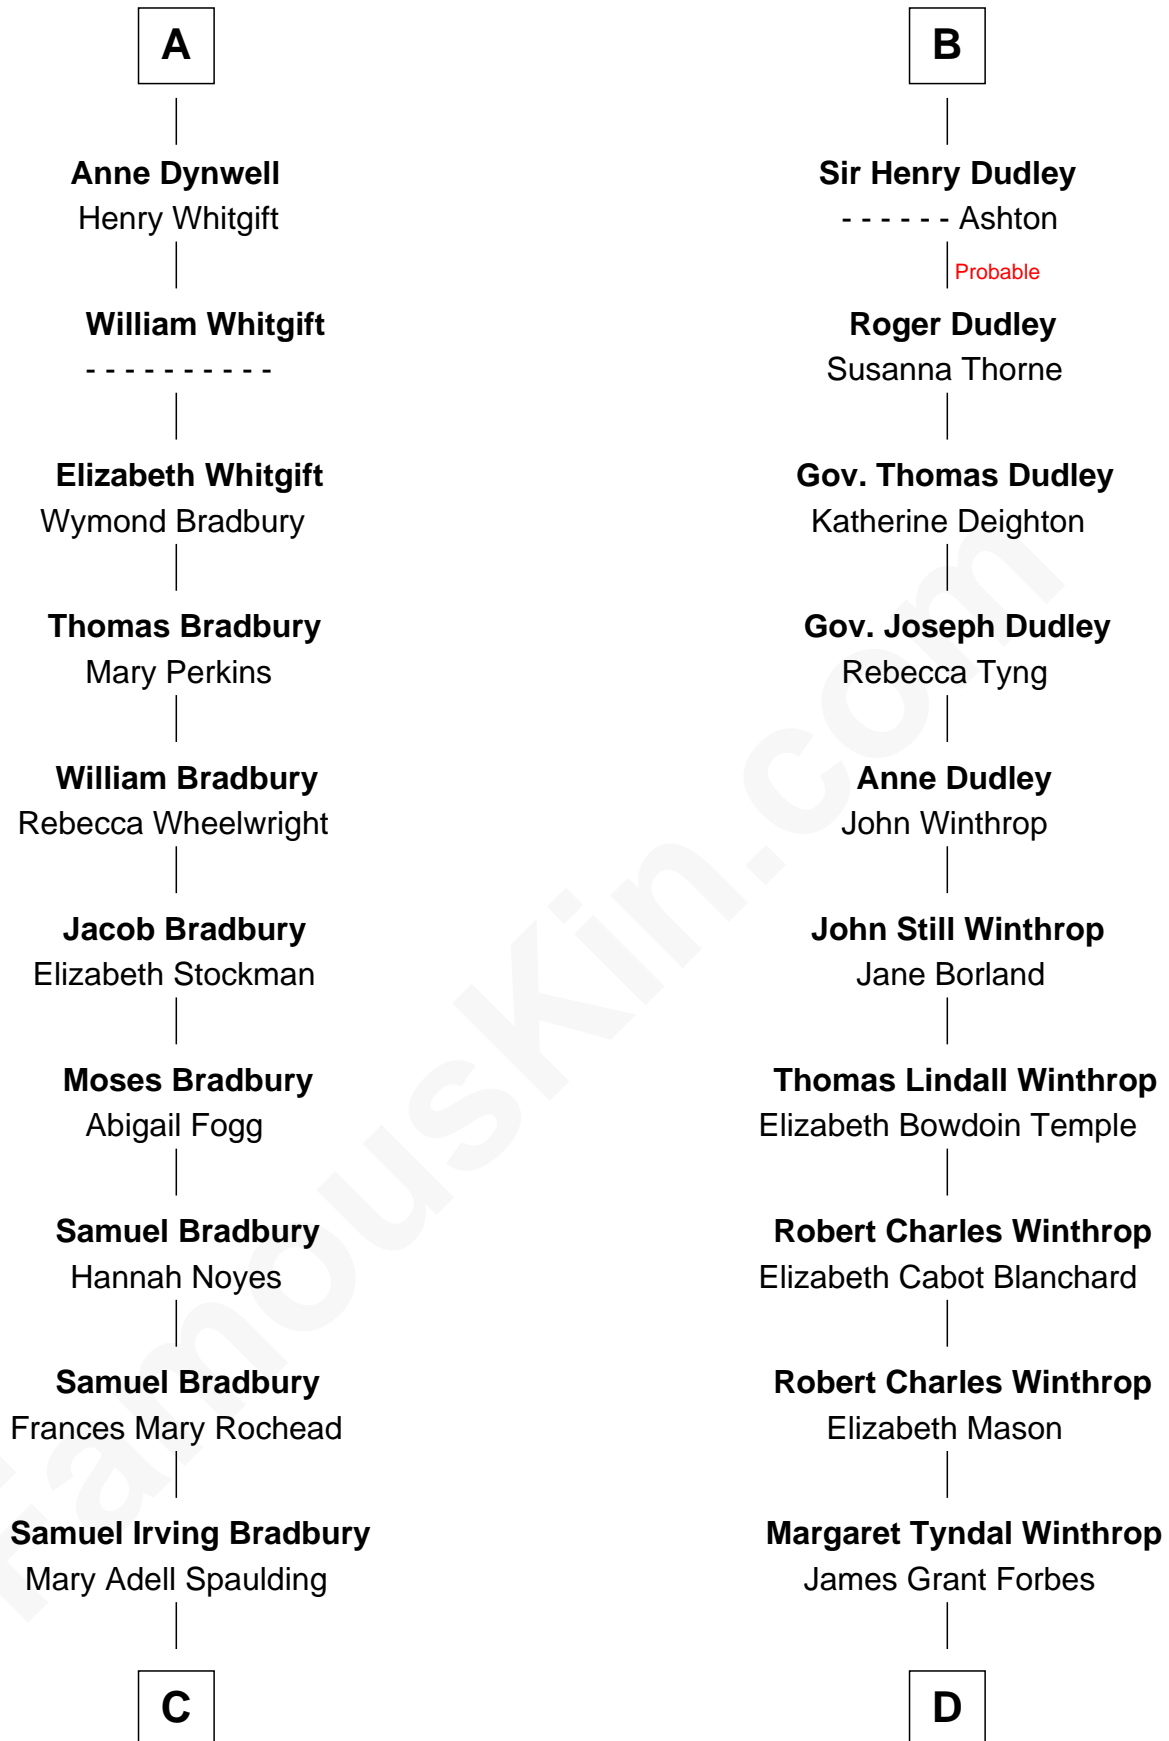 A
Anne Dynwell
Henry Whitgift
William Whitgift
- - - - - - - - - -
Elizabeth Whitgift
Wymond Bradbury
Thomas Bradbury
Mary Perkins
William Bradbury
Rebecca Wheelwright
Jacob Bradbury
Elizabeth Stockman
Moses Bradbury
Abigail Fogg
Samuel Bradbury
Hannah Noyes
Samuel Bradbury
Frances Mary Rochead
Samuel Irving Bradbury
Mary Adell Spaulding
C
B
Sir Henry Dudley
- - - - - - Ashton
Probable
Roger Dudley
Susanna Thorne
Gov. Thomas Dudley
Katherine Deighton
Gov. Joseph Dudley
Rebecca Tyng
Anne Dudley
John Winthrop
John Still Winthrop
Jane Borland
Thomas Lindall Winthrop
Elizabeth Bowdoin Temple
Robert Charles Winthrop
Elizabeth Cabot Blanchard
Robert Charles Winthrop
Elizabeth Mason
Margaret Tyndal Winthrop
James Grant Forbes
D
FamousKin.com